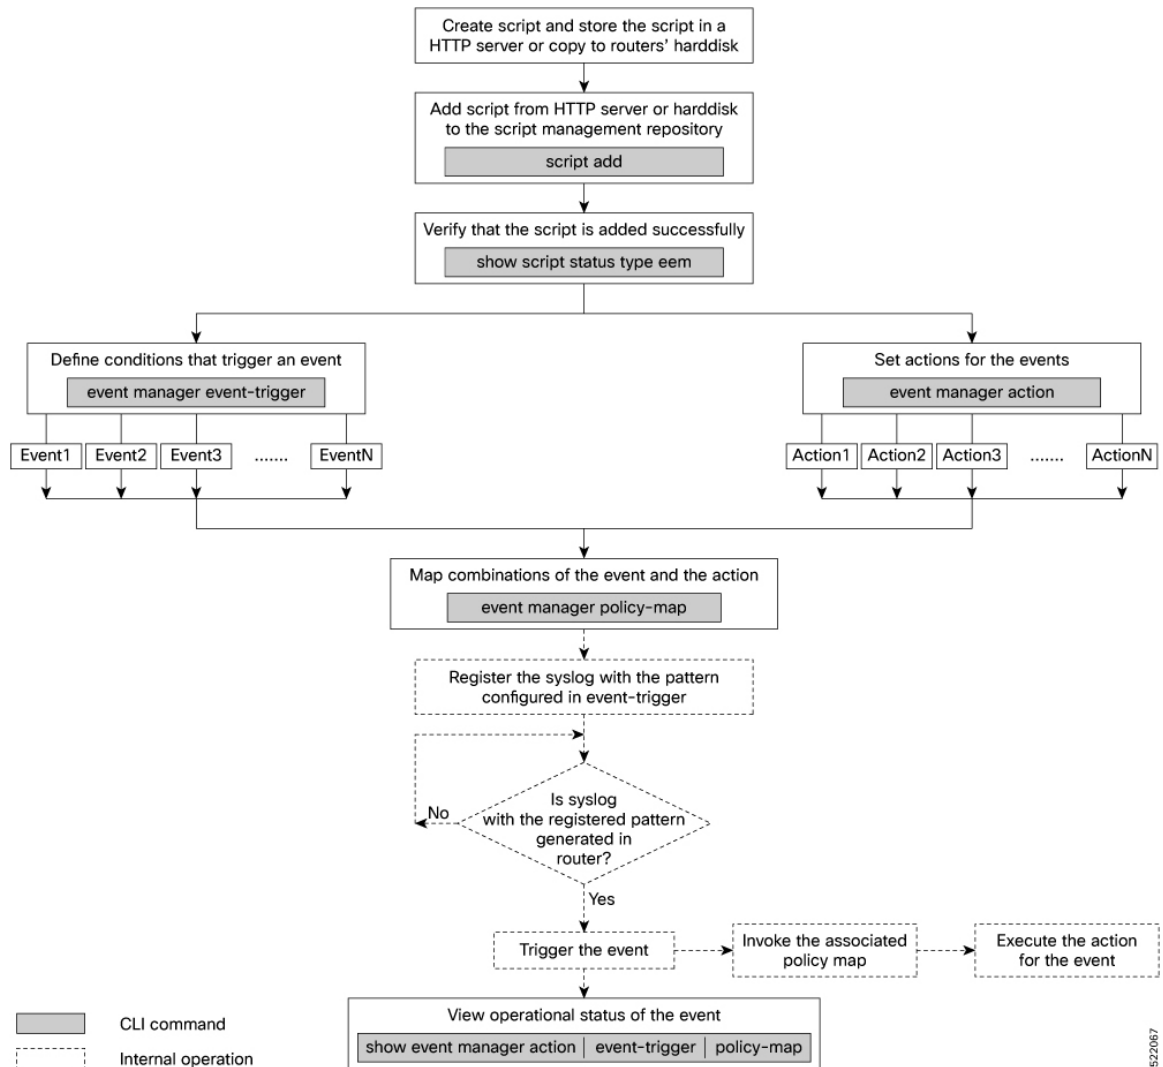 Create script and store the script in a
HTTP server or copy to routers' harddisk
Add script from HTTP server or harddisk
to the script management repository
script add
Verify that the script is added successfully
show script status type eem
Define conditions that trigger an event
event manager event-trigger
Event1 Event2 Event3 ....... EventN
Set actions for the events
event manager action
Action1 Action2 Action3 ....... ActionN
Map combinations of the event and the action
event manager policy-map
Register the syslog with the pattern
configured in event-trigger
Is syslog
with the registered pattern
generated in
router?
No
Yes
Trigger the event
Invoke the associated
policy map
Execute the action
for the event
View operational status of the event
show event manager action | event-trigger | policy-map
CLI command
Internal operation
522067